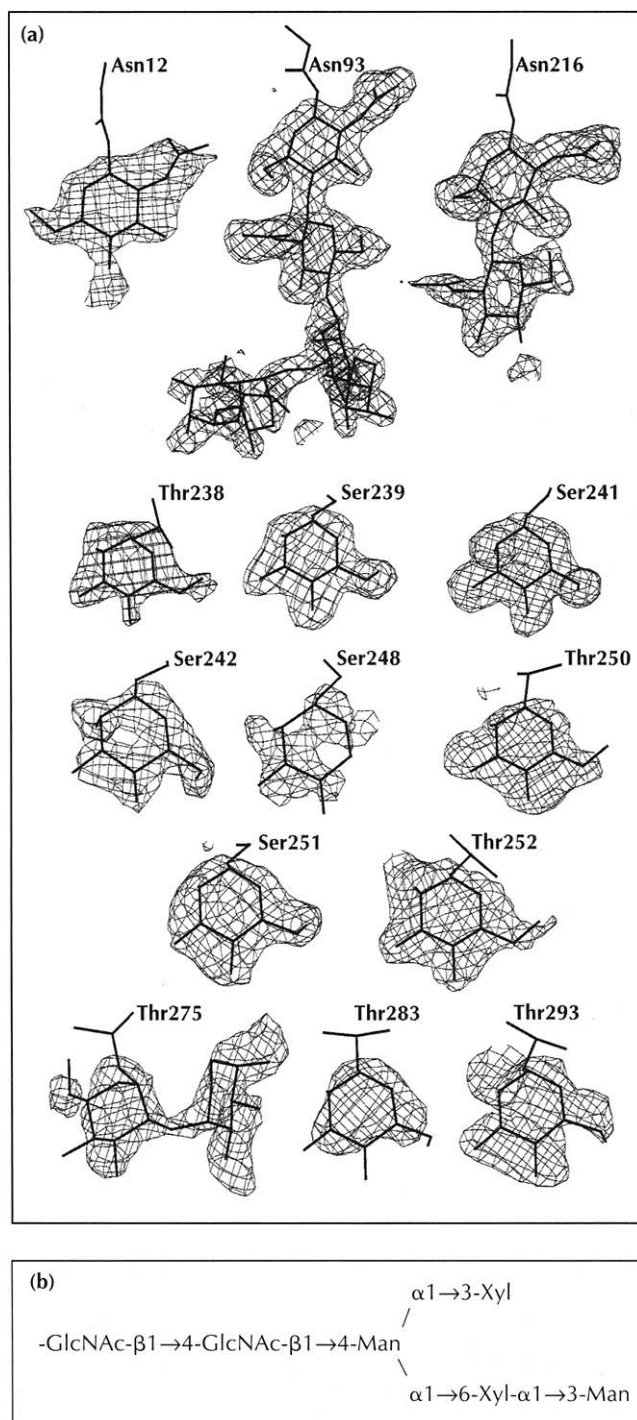 (a)
Asn12 Asn93 Asn216
Thr238 Ser239 Ser241
Ser242 Ser248 Thr250
Ser251 Thr252
Thr275 Thr283 Thr293
(b)
α1→3-Xyl
-GlcNAc-β1→4-GlcNAc-β1→4-Man
α1→6-Xyl-α1→3-Man